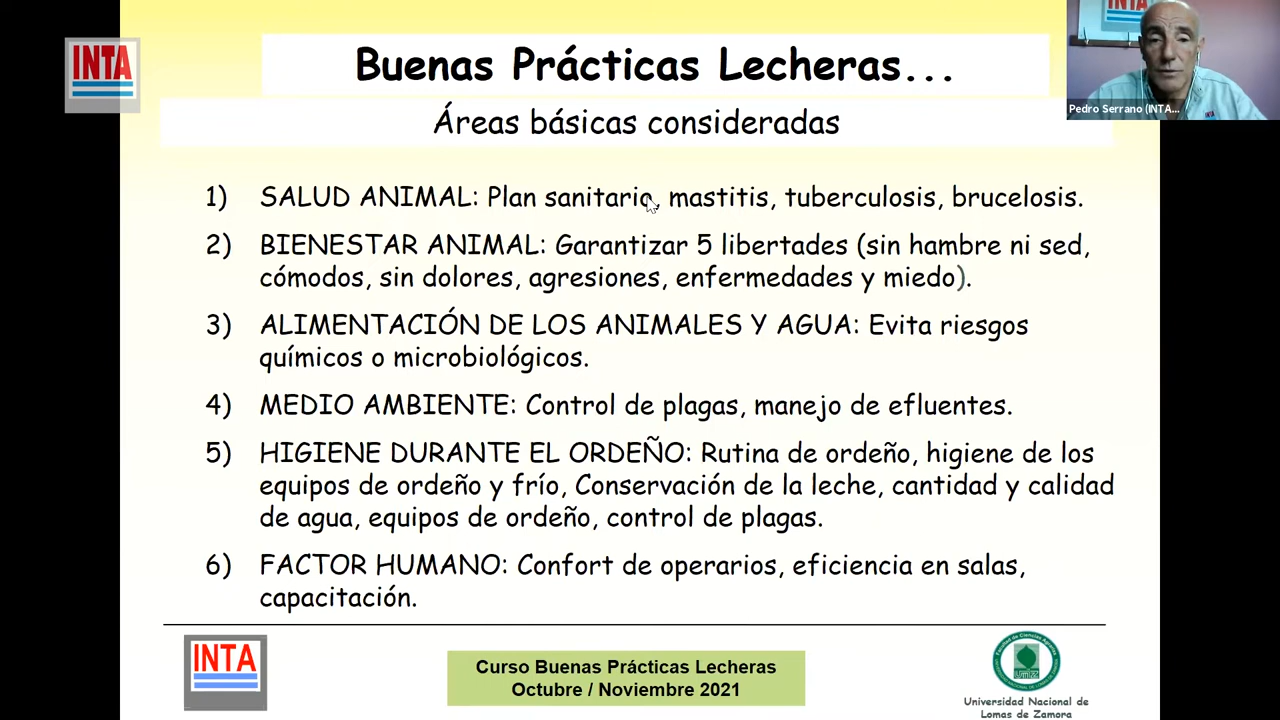 INTA
Buenas Prácticas Lecheras...
Áreas básicas consideradas
INTA
Pedro Serrano (INTA...
1) SALUD ANIMAL: Plan sanitario, mastitis, tuberculosis, brucelosis.
2) BIENESTAR ANIMAL: Garantizar 5 libertades (sin hambre ni sed,
cómodos, sin dolores, agresiones, enfermedades y miedo).
3) ALIMENTACIÓN DE LOS ANIMALES Y AGUA: Evita riesgos
químicos o microbiológicos.
4) MEDIO AMBIENTE: Control de plagas, manejo de efluentes.
5) HIGIENE DURANTE EL ORDEÑO: Rutina de ordeño, higiene de los
equipos de ordeño y frío, Conservación de la leche, cantidad y calidad
de agua, equipos de ordeño, control de plagas.
6) FACTOR HUMANO: Confort de operarios, eficiencia en salas,
capacitación.
INTA
Curso Buenas Prácticas Lecheras
Octubre / Noviembre 2021
Universidad Nacional de
Lomas de Zamora